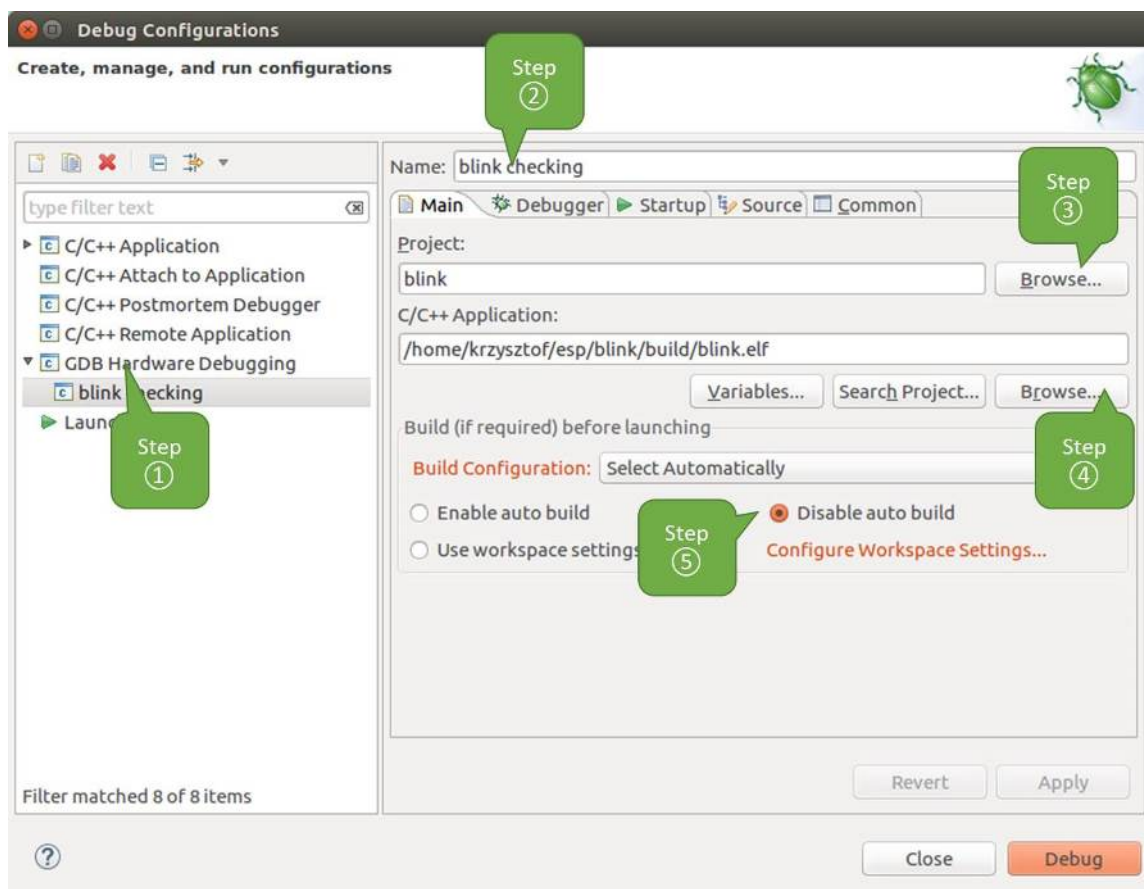 Debug Configurations
Create, manage, and run configurations
Step
②
type filter text
C/C++ Application
C/C++ Attach to Application
C/C++ Postmortem Debugger
C/C++ Remote Application
GDB Hardware Debugging
blink checking
Launc
Step
①
Filter matched 8 of 8 items
Name: blink checking
Main Debugger Startup Source Common
Step
③
Project:
blink Browse...
C/C++ Application:
/home/krzysztof/esp/blink/build/blink.elf
Variables... Search Project... Browse...
Step
④
Build (if required) before launching
Build Configuration: Select Automatically
Enable auto build Disable auto build
Step
⑤
Use workspace settings Configure Workspace Settings...
Revert Apply
Close Debug